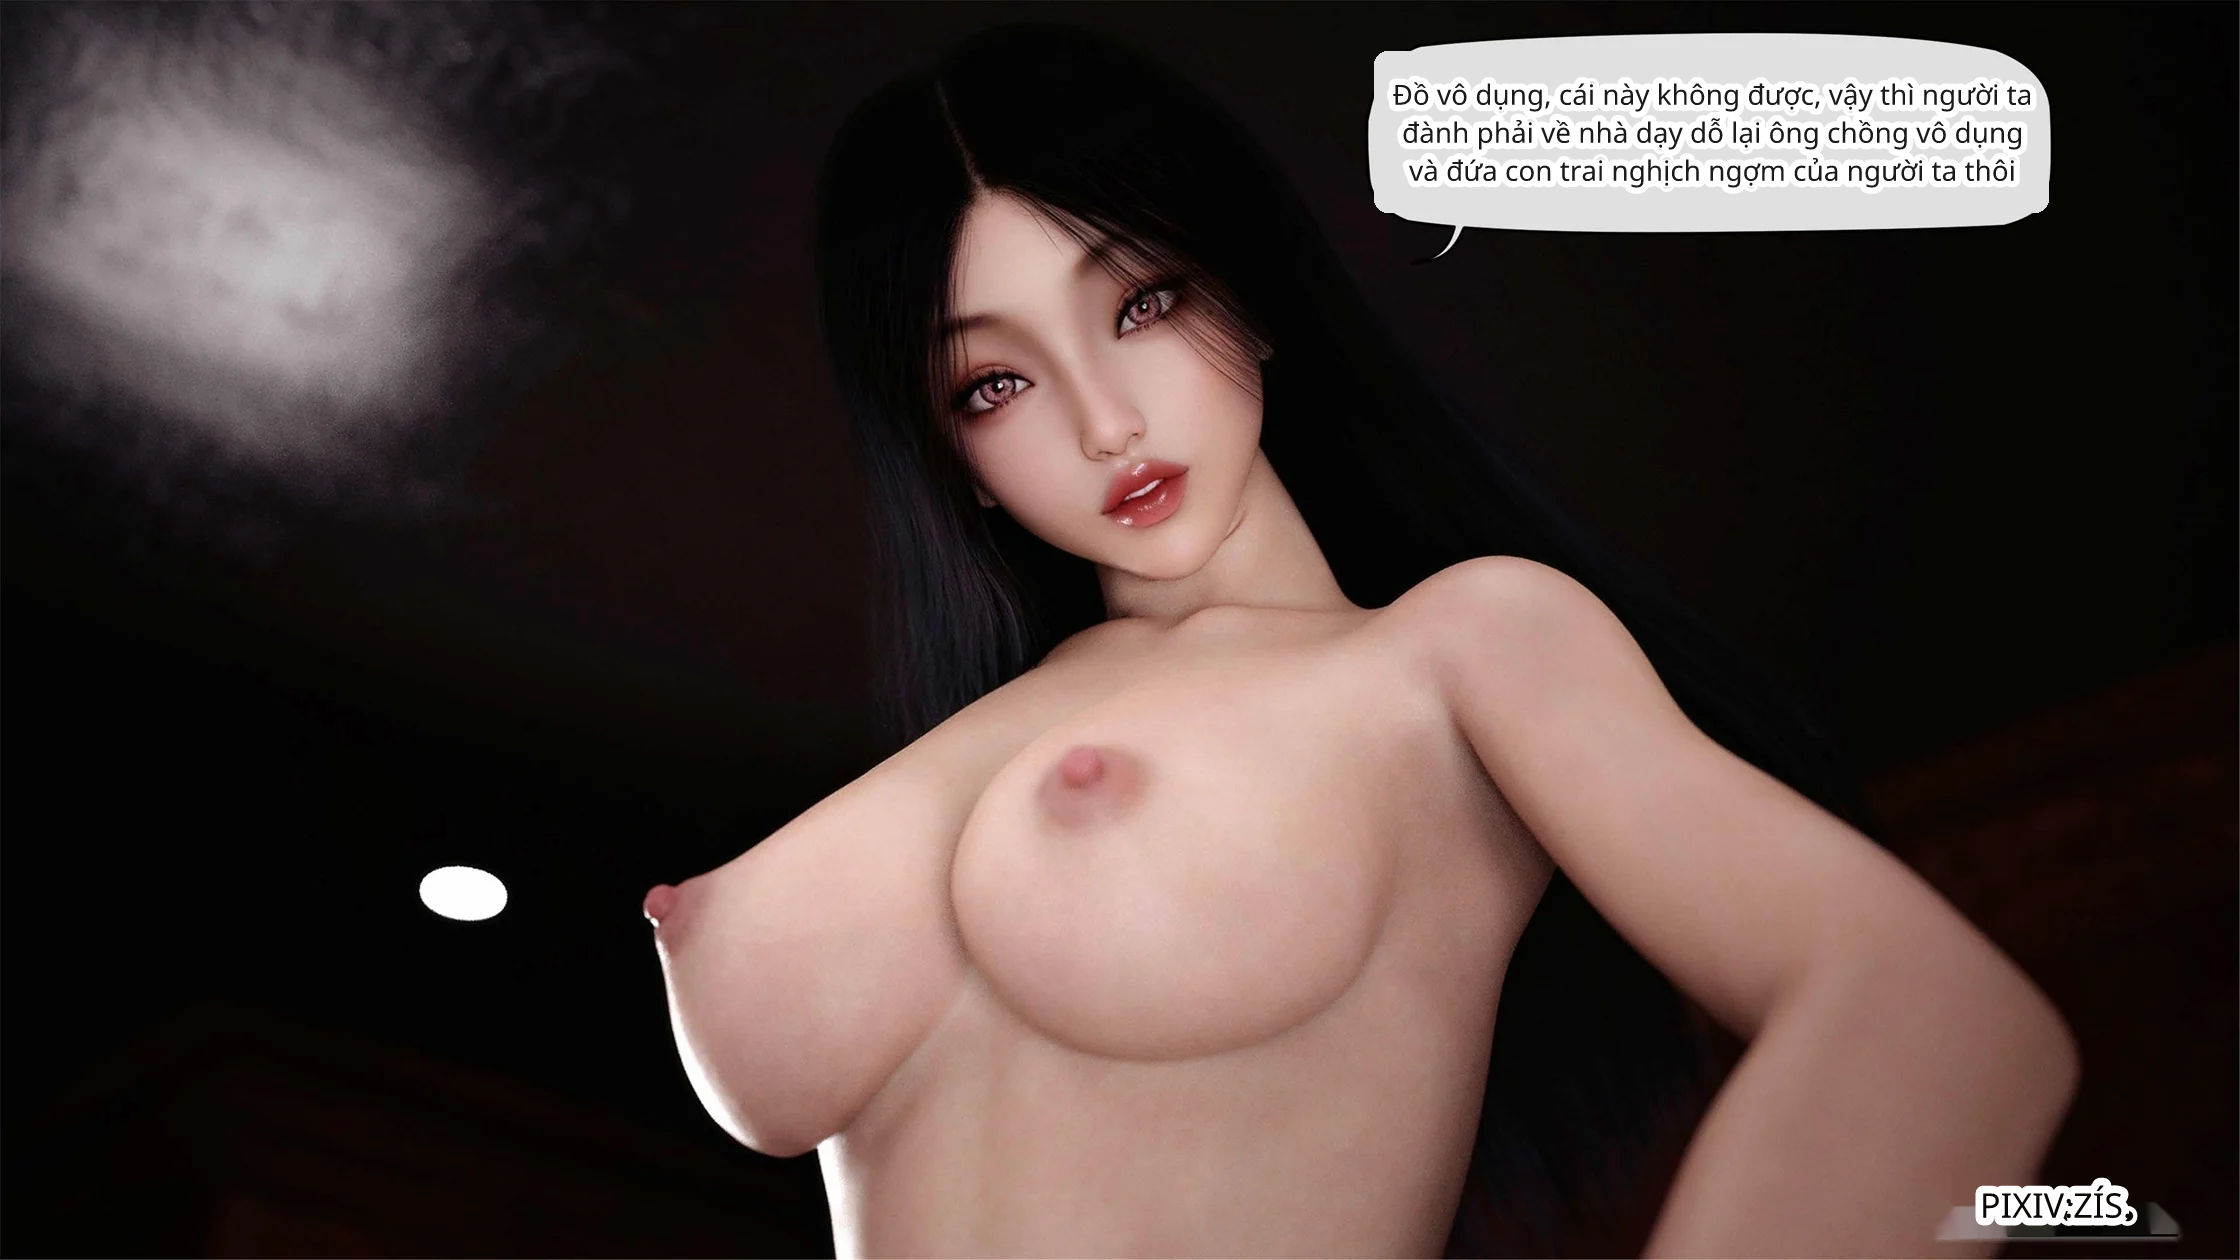 Đồ vô dụng, cái này không được, vậy thì người ta
đành phải về nhà dạy dỗ lại ông chồng vô dụng
và đứa con trai nghịch ngợm của người ta thôi
PIXIV:ZÍS,